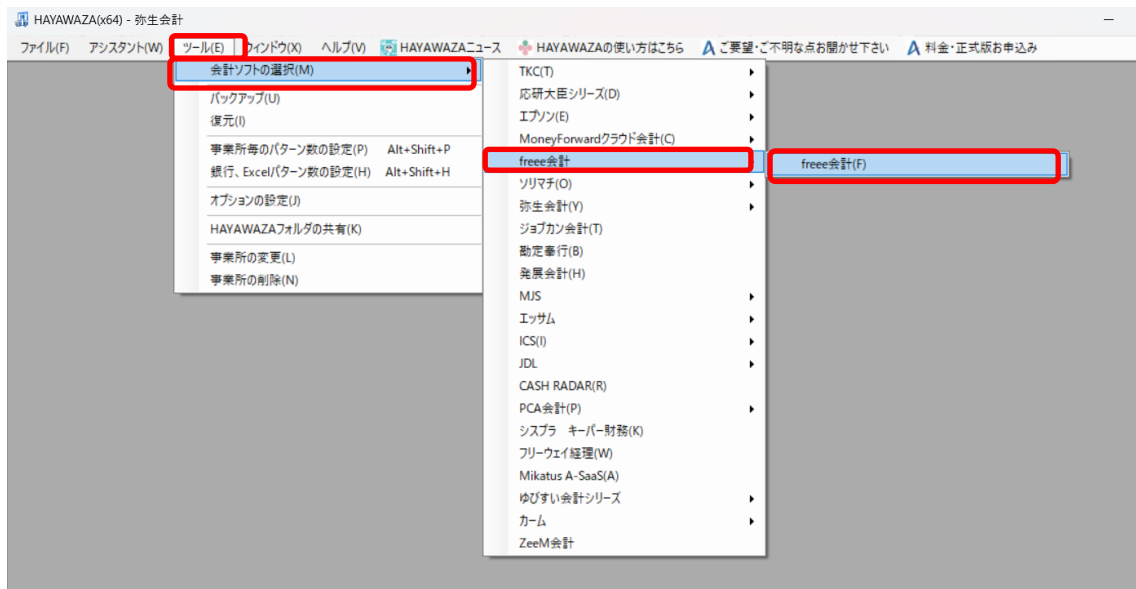 HAYAWAZA(x64) - 弥生会計
ファイル(F) アシスタント(W) ツール(E) ウィンドウ(X) ヘルプ(V) HAYAWAZAニュース HAYAWAZAの使い方はこちら ご要望・ご不明な点お聞かせ下さい 料金・正式版お申込み
会計ソフトの選択(M)
バックアップ(U)
復元(I)
事業所毎のパターン数の設定(P) Alt+Shift+P
銀行、Excelパターン数の設定(H) Alt+Shift+H
オプションの設定(J)
HAYAWAZAフォルダの共有(K)
事業所の変更(L)
事業所の削除(N)
TKC(T)
応研大臣シリーズ(D)
エプソン(E)
MoneyForwardクラウド会計(C)
freee会計
ソリマチ(O)
弥生会計(Y)
ジョブカン会計(T)
勘定奉行(B)
発展会計(H)
MJS
エッサム
ICS(I)
JDL
CASH RADAR(R)
PCA会計(P)
シスプラ　キーパー財務(K)
フリーウェイ経理(W)
Mikatus A-SaaS(A)
ゆびすい会計シリーズ
カーム
ZeeM会計
freee会計(F)